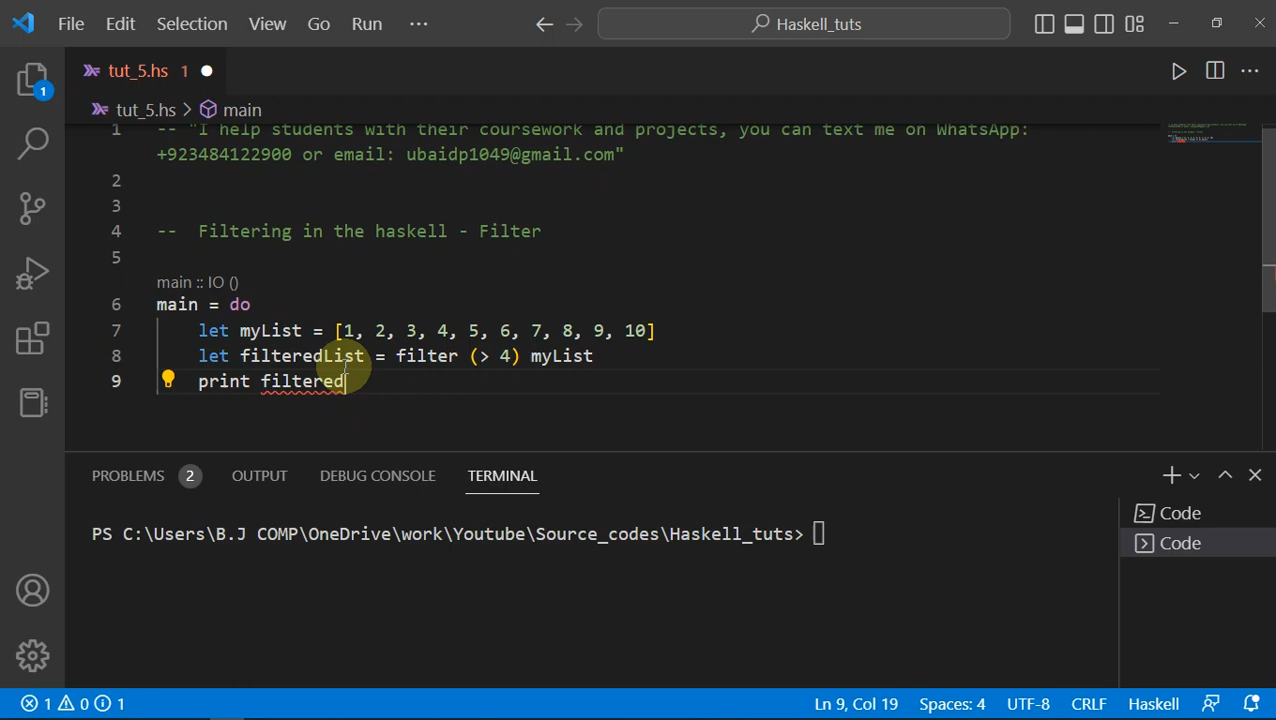 File Edit Selection View Go Run ··· Haskell_tuts
tut_5.hs 1
tut_5.hs > main
1 -- "I help students with their coursework and projects, you can text me on WhatsApp:
+923484122900 or email: ubaidp1049@gmail.com"
2
3
4 -- Filtering in the haskell - Filter
5
main :: IO ()
6 main = do
7 let myList = [1, 2, 3, 4, 5, 6, 7, 8, 9, 10]
8 let filteredList = filter (> 4) myList
9 print filtered
1
PROBLEMS 2 OUTPUT DEBUG CONSOLE TERMINAL
PS C:\Users\B.J COMP\OneDrive\work\Youtube\Source_codes\Haskell_tuts>
Code
Code
1 0 1 Ln 9, Col 19 Spaces: 4 UTF-8 CRLF Haskell